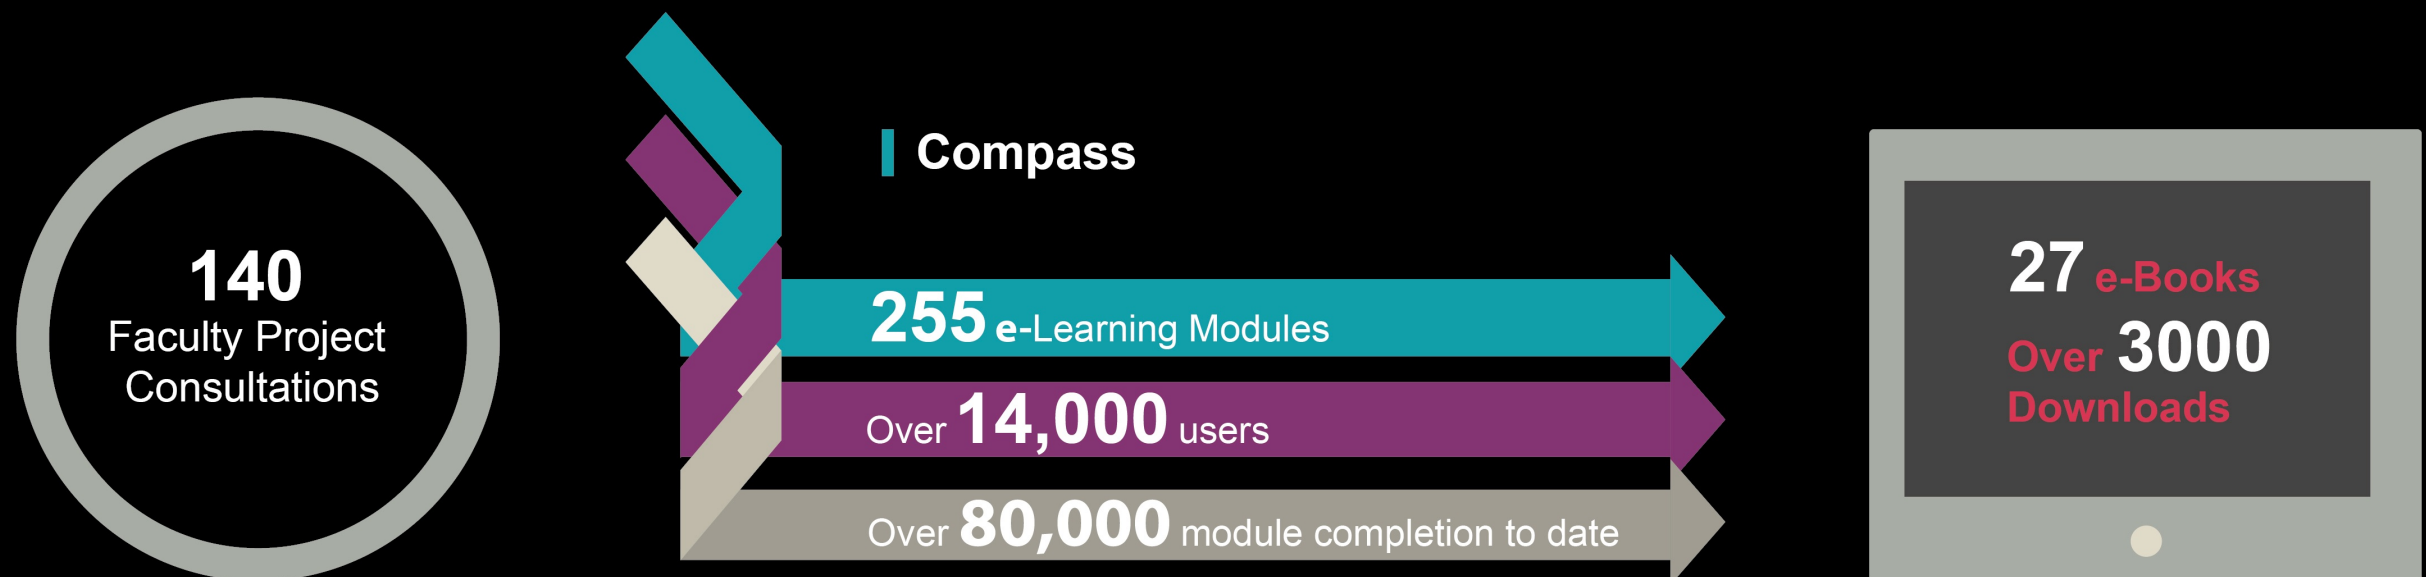 140
Faculty Project
Consultations
Compass
255 e-Learning Modules
Over 14,000 users
Over 80,000 module completion to date
27 e-Books
Over 3000
Downloads